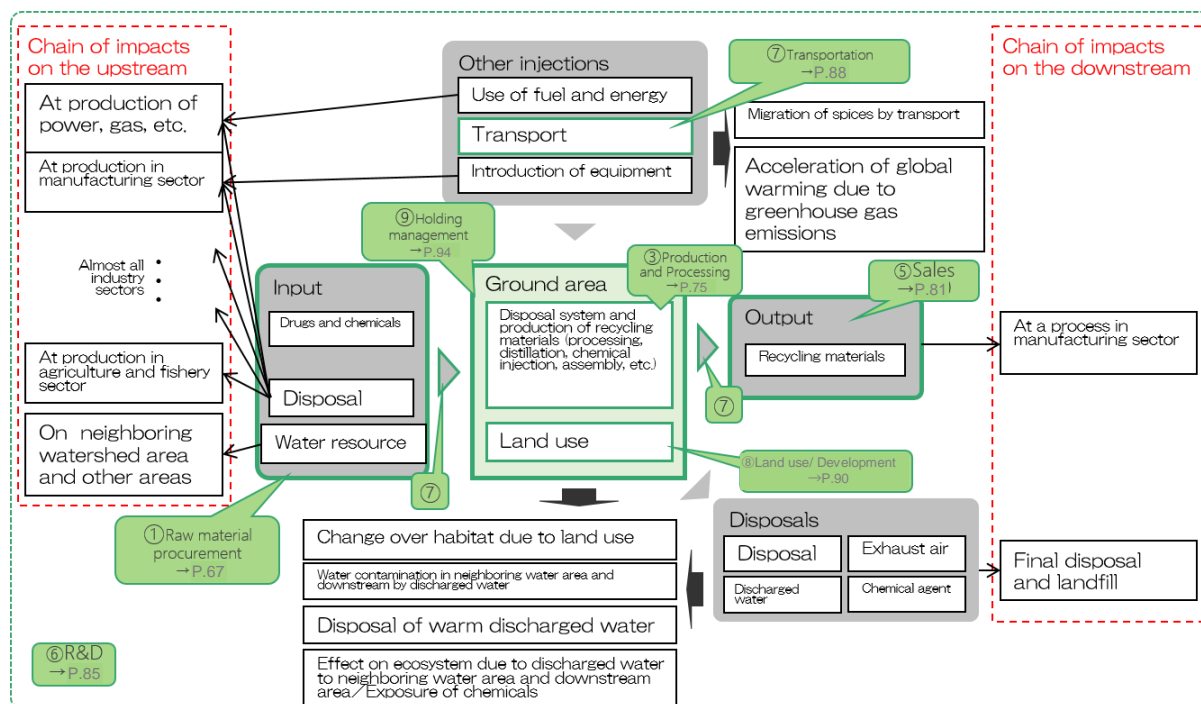 Chain of impacts
on the upstream
At production of
power, gas, etc.
At production in
manufacturing sector
Almost all
industry
sectors
At production in
agriculture and fishery
sector
On neighboring
watershed area
and other areas
Other injections
Use of fuel and energy
Transport
Introduction of equipment
⑦Transportation
→P.88
Migration of spices by transport
Acceleration of global
warming due to
greenhouse gas
emissions
Chain of impacts
on the downstream
⑨Holding
management
→P.94
③Production
and Processing
→P.75
⑤Sales
→P.81)
Input
Drugs and chemicals
Disposal
Water resource
⑦
Ground area
Disposal system and
production of recycling
materials (processing,
distillation, chemical
injection, assembly, etc.)
Land use
⑦
Output
Recycling materials
At a process in
manufacturing sector
⑧Land use/ Development
→P.90
①Raw material
procurement
→P.67
Change over habitat due to land use
Water contamination in neighboring water area and
downstream by discharged water
Disposal of warm discharged water
Effect on ecosystem due to discharged water
to neighboring water area and downstream
area／Exposure of chemicals
Disposals
Disposal
Exhaust air
Discharged
water
Chemical agent
Final disposal
and landfill
⑥R&D
→P.85